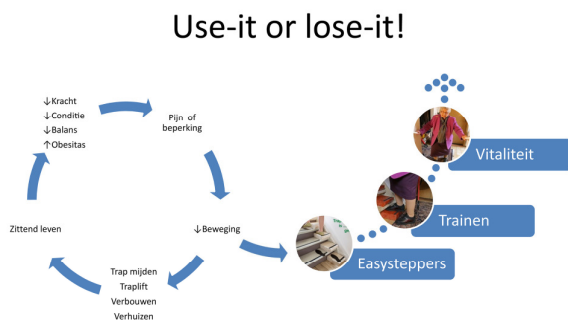 Use-it or lose-it!
↓Kracht
↓Conditie
↓Balans
↑Obesitas
Pijn of
beperking
↓Beweging
Trap mijden
Traplift
Verbouwen
Verhuizen
Zittend leven
Vitaliteit
Trainen
Easysteppers